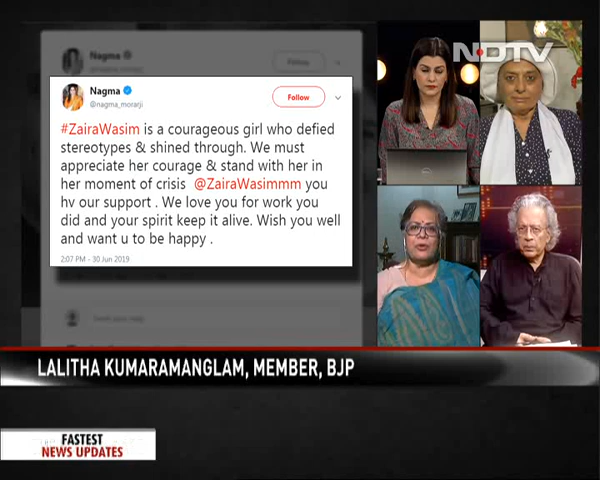 Nagma
NDTV
Nagma
@nagma_morarji
Follow
#ZairaWasim is a courageous girl who defied
stereotypes & shined through. We must
appreciate her courage & stand with her in
her moment of crisis @ZairaWasimmm you
hv our support . We love you for work you
did and your spirit keep it alive. Wish you well
and want u to be happy .
2:07 PM - 30 Jun 2019
LALITHA KUMARAMANGLAM, MEMBER, BJP
FASTEST
NEWS UPDATES